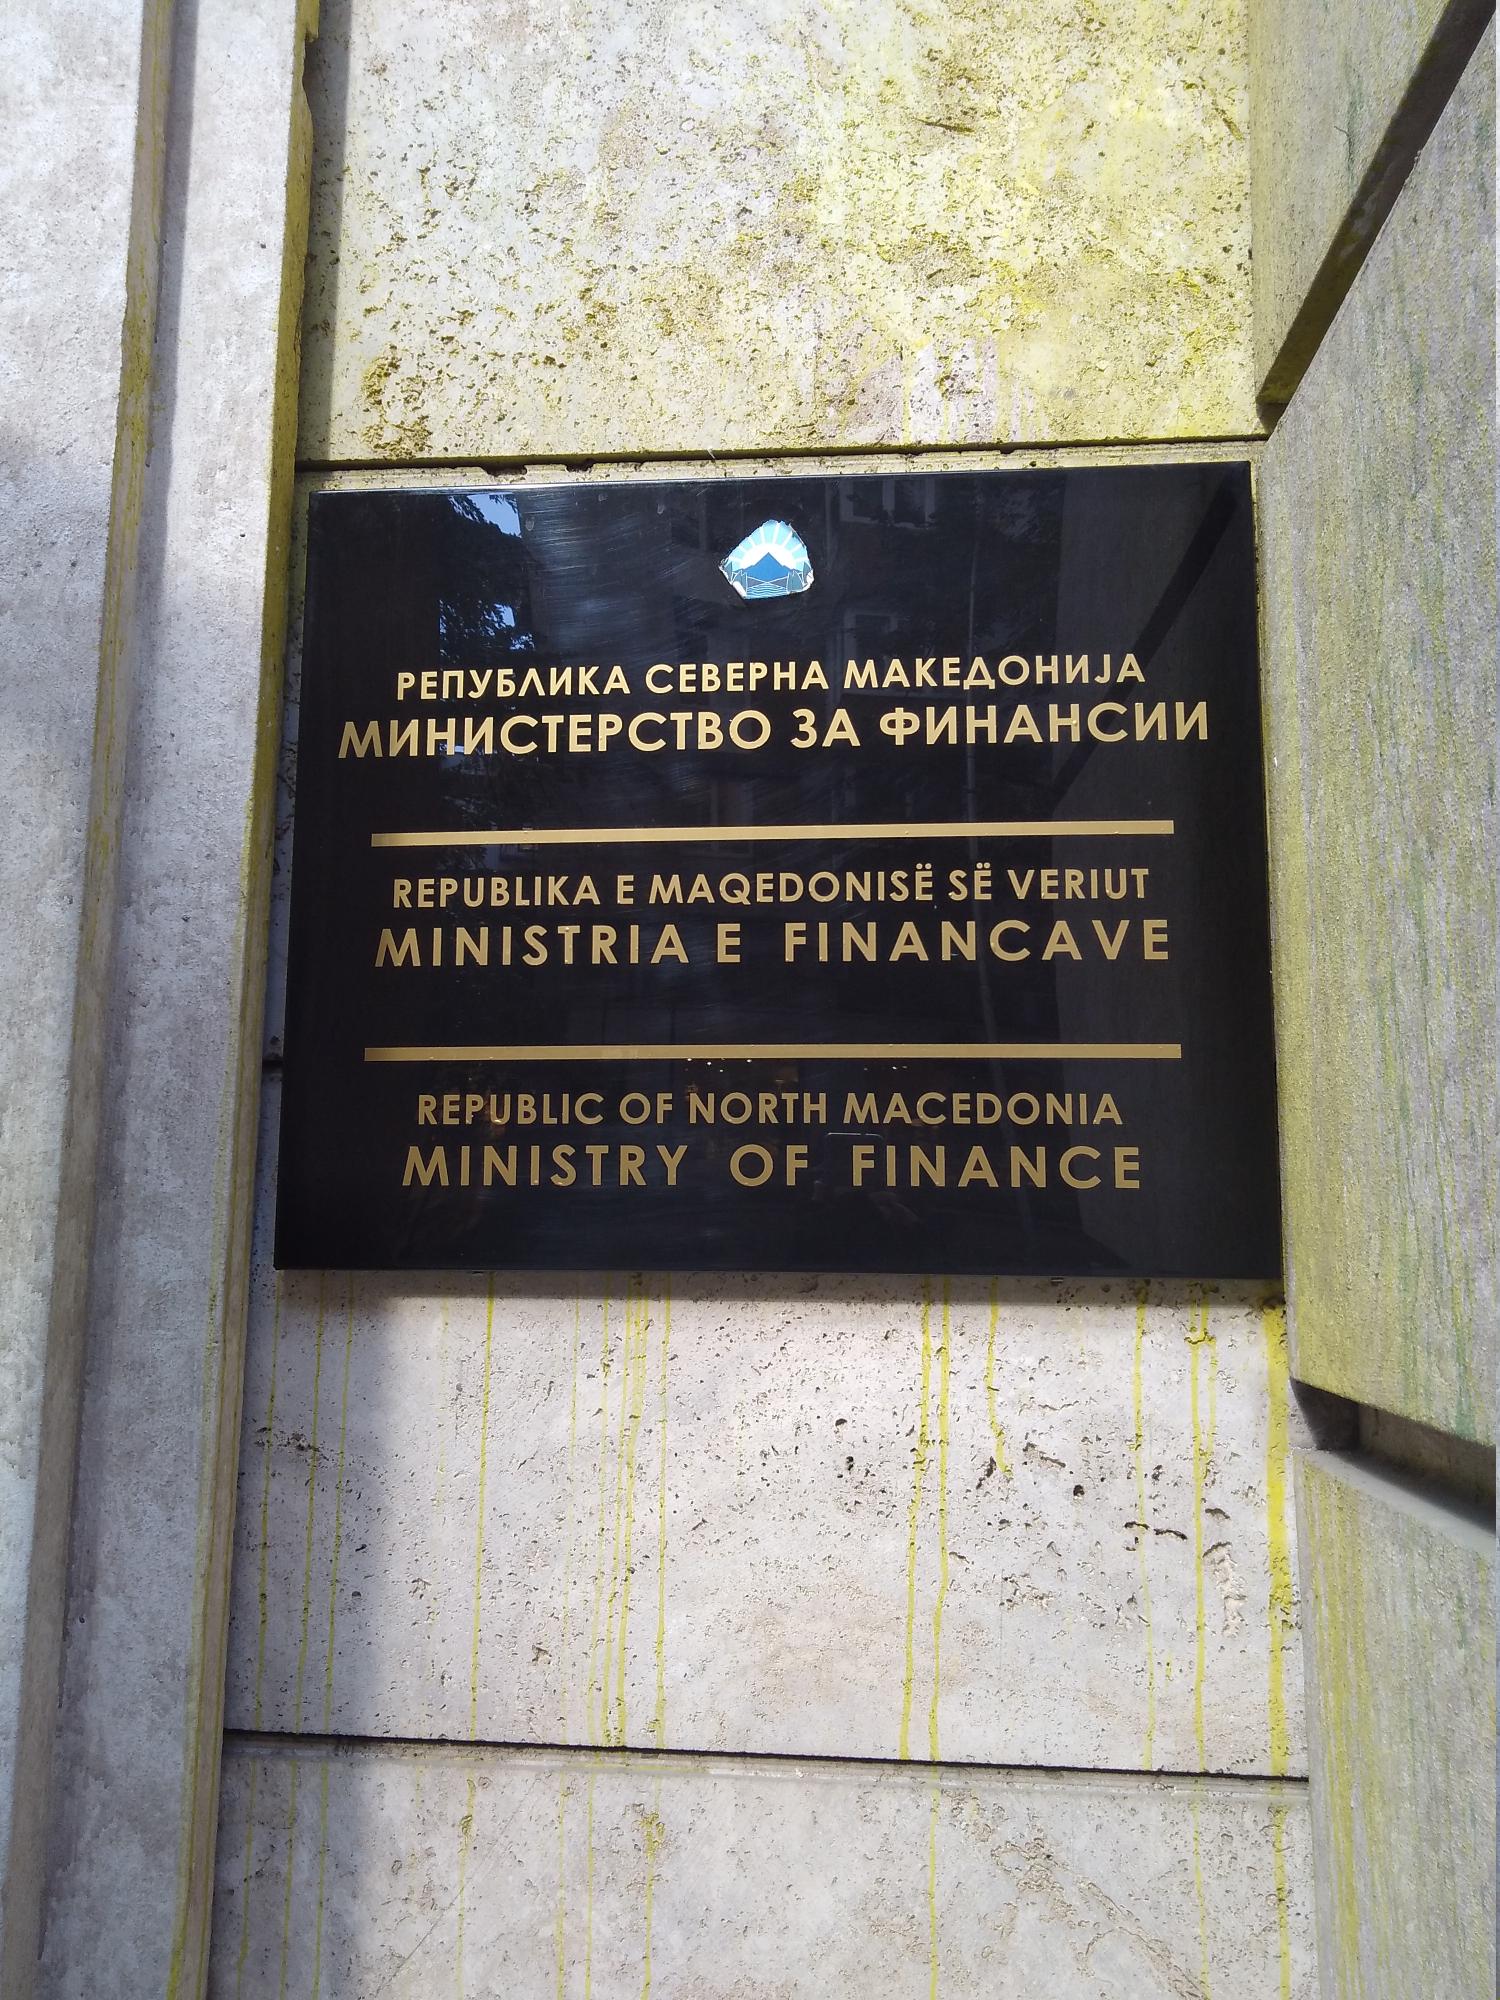 РЕПУБЛИКА СЕВЕРНА МАКЕДОНИЈА
МИНИСТЕРСТВО ЗА ФИНАНСИИ
REPUBLIKA E MAQEDONISË SË VERIUT
MINISTRIA E FINANCAVE
REPUBLIC OF NORTH MACEDONIA
MINISTRY OF FINANCE